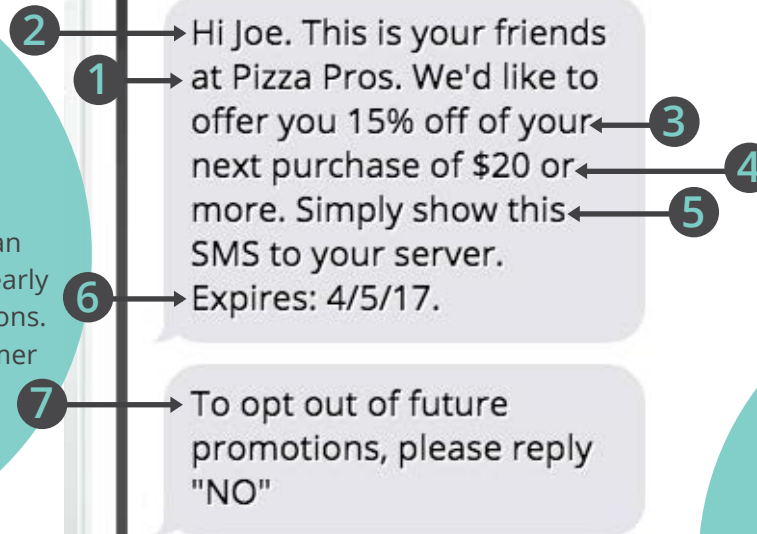 2 Hi Joe. This is your friends
1 at Pizza Pros. We'd like to
offer you 15% off of your 3
next purchase of $20 or 4
more. Simply show this 5
SMS to your server.
6 Expires: 4/5/17.
7 To opt out of future
promotions, please reply
"NO"